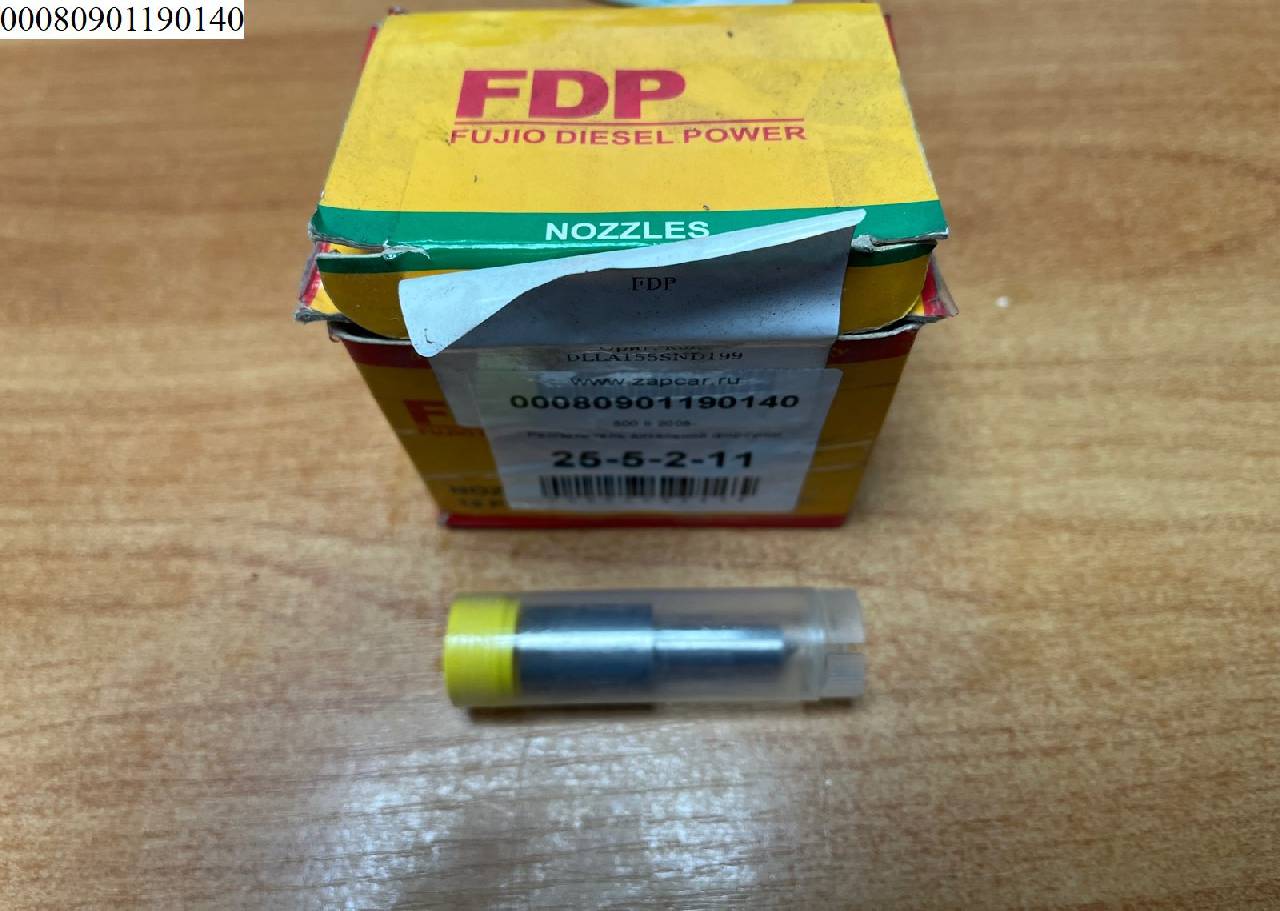 00080901190140
FDP
FUJIO DIESEL POWER
NOZZLES
FDP
DLLA155SND199
www.zapcar.ru
00080901190140
25-5-2-11